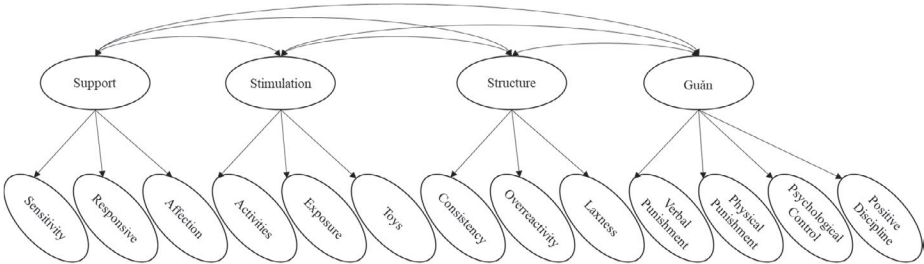 Support
Stimulation
Structure
Guǎn
Sensitivity
Responsive
Affection
Activities
Exposure
Toys
Consistency
Overreactivity
Laxness
Verbal
Punishment
Physical
Punishment
Psychological
Control
Positive
Discipline